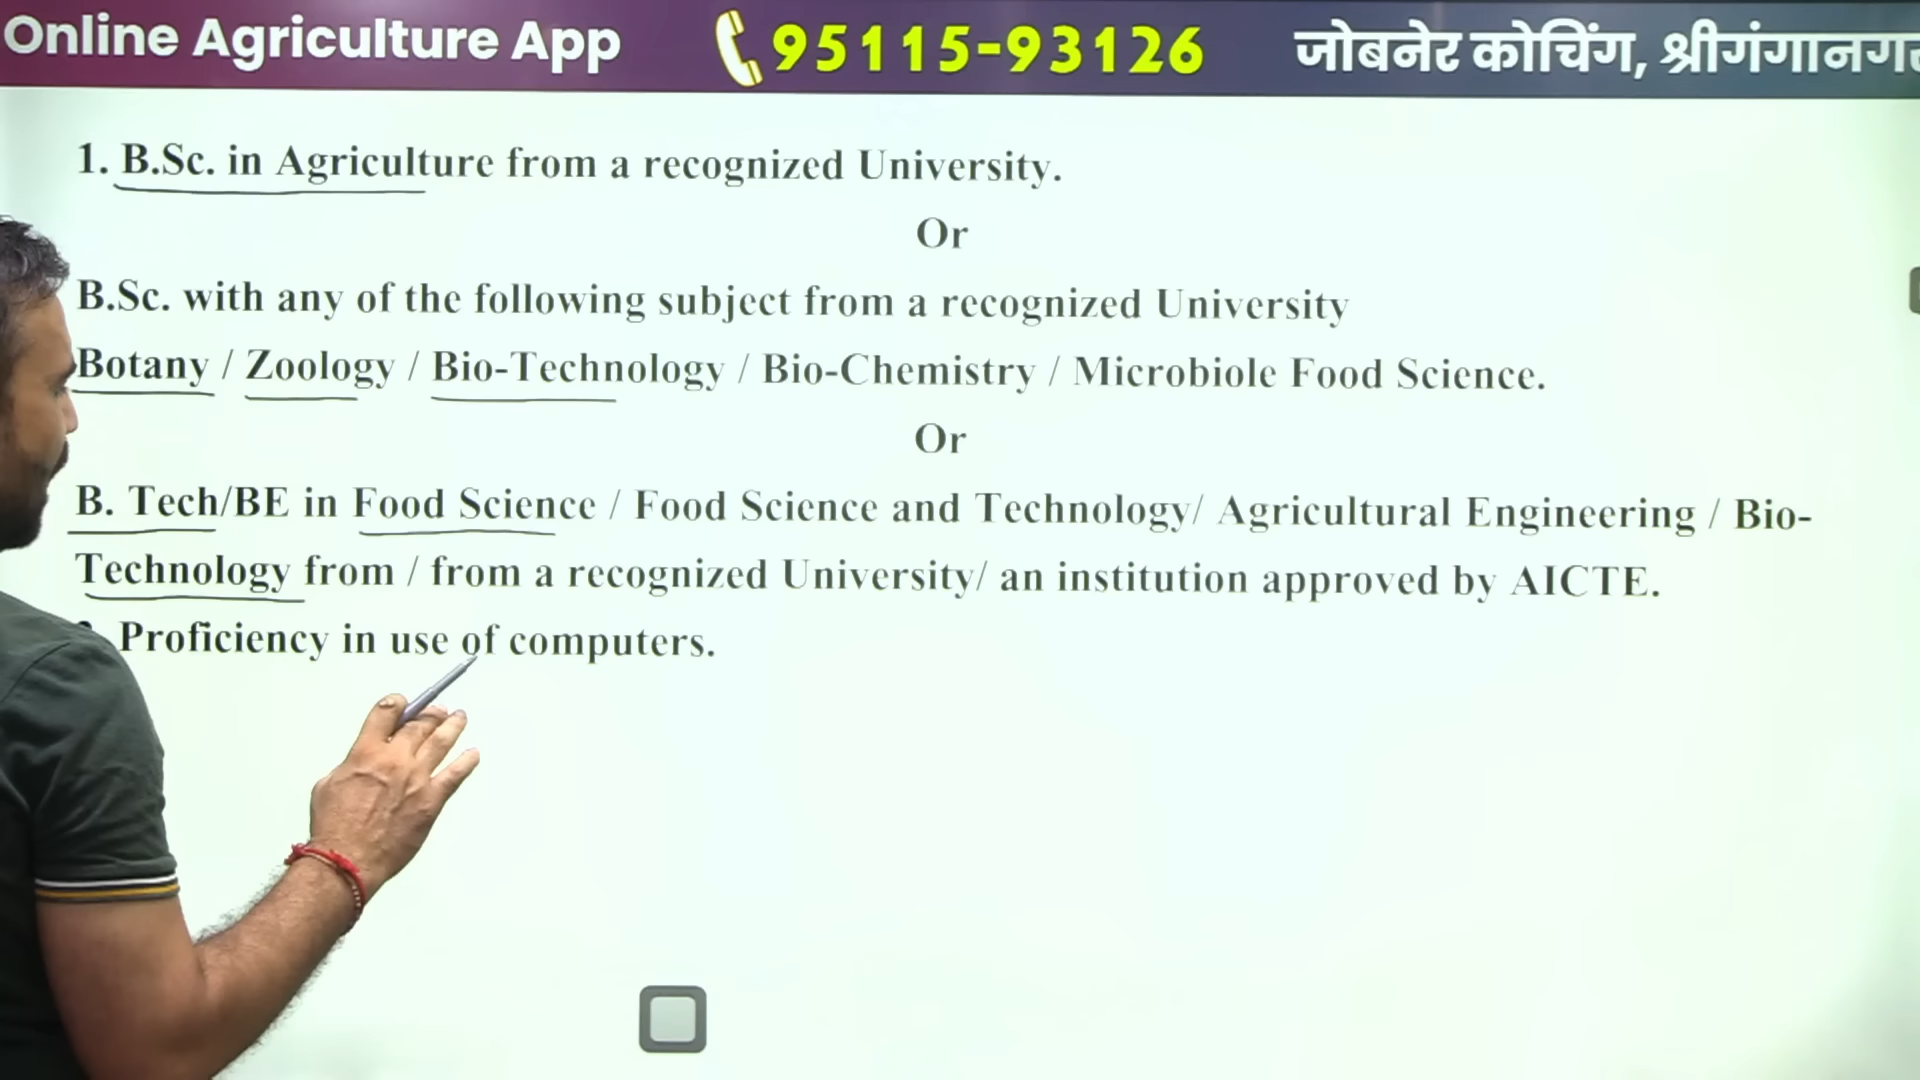 Online Agriculture App 95115-93126 जोबनेर कोचिंग, श्रीगंगानगर
1. B.Sc. in Agriculture from a recognized University.
Or
B.Sc. with any of the following subject from a recognized University
Botany / Zoology / Bio-Technology / Bio-Chemistry / Microbiole Food Science.
Or
B. Tech/BE in Food Science / Food Science and Technology/ Agricultural Engineering / Bio-
Technology from / from a recognized University/ an institution approved by AICTE.
Proficiency in use of computers.